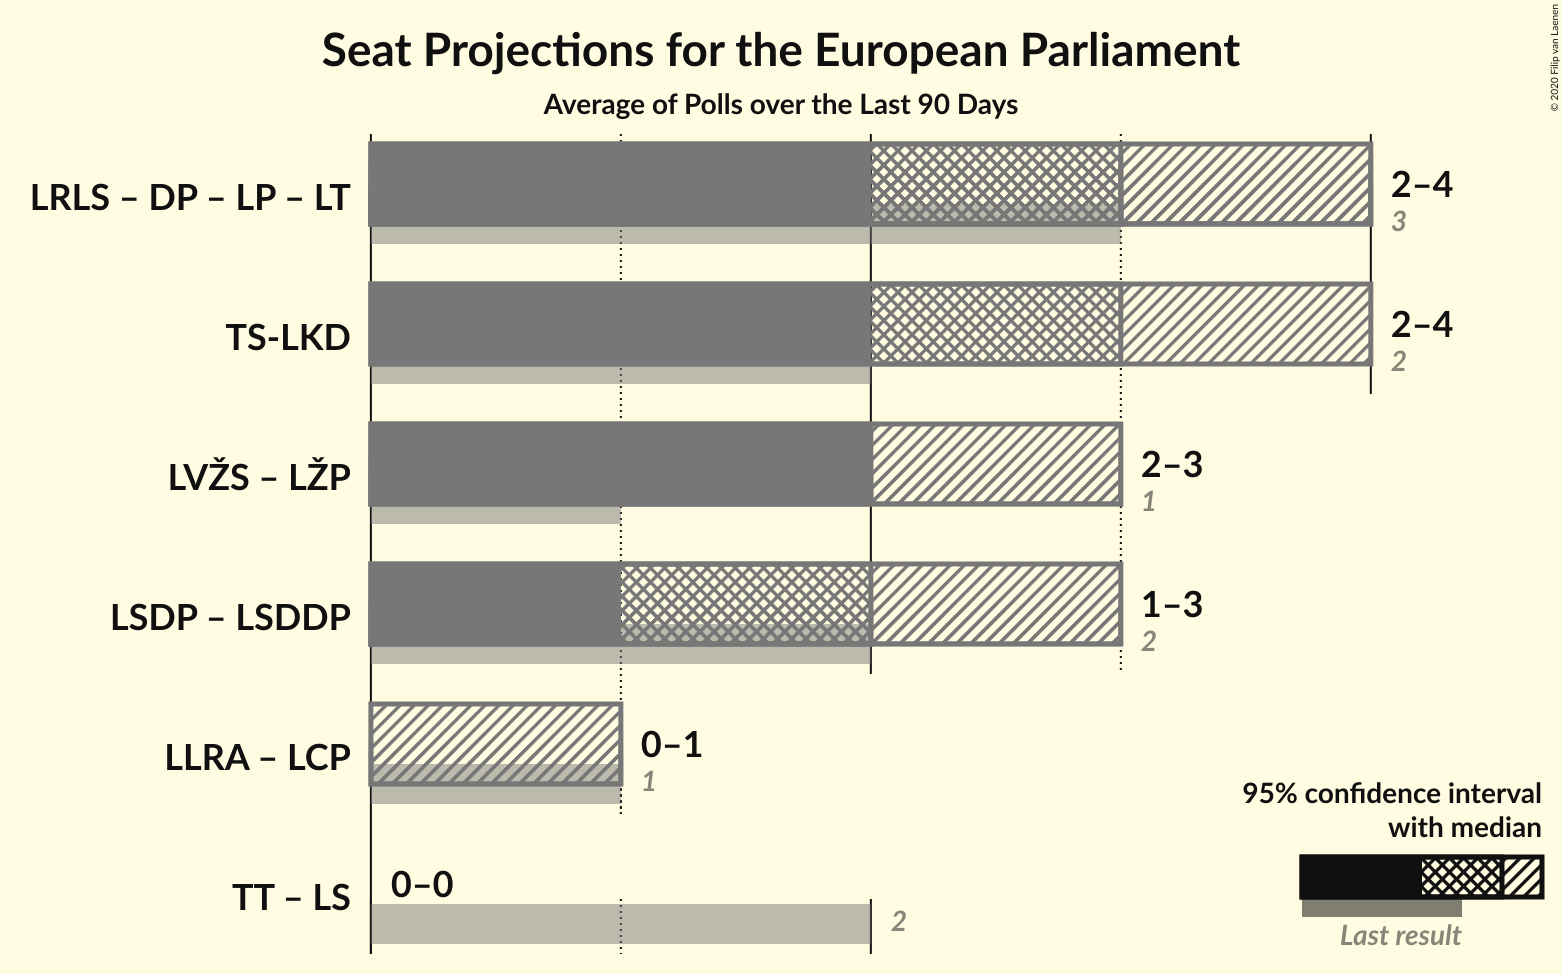 Seat Projections for the European Parliament
Average of Polls over the Last 90 Days
© 2020 Filip van Laenen
LRLS – DP – LP – LT
2–4
3
TS-LKD
2–4
2
LVŽS – LŽP
2–3
1
LSDP – LSDDP
1–3
2
LLRA – LCP
0–1
1
TT – LS
0–0
2
95% confidence interval
with median
Last result